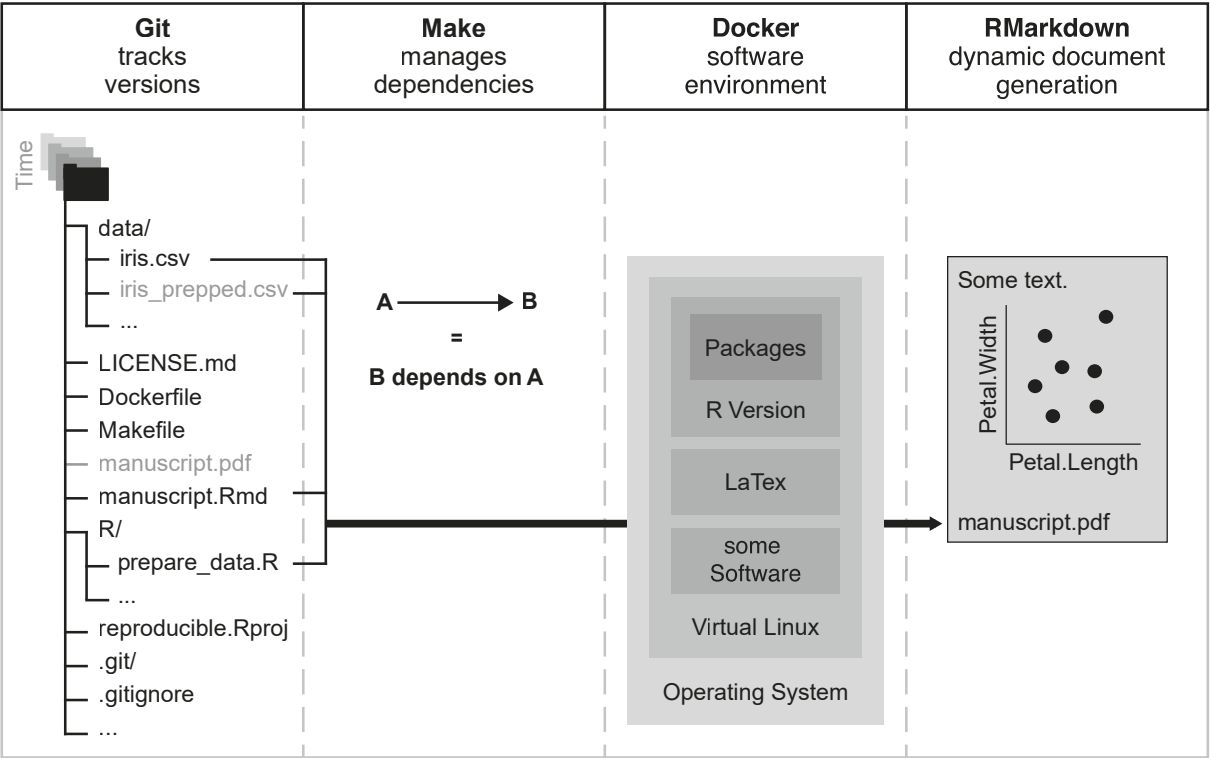 Git
tracks
versions
Make
manages
dependencies
Docker
software
environment
RMarkdown
dynamic document
generation
Time
data/
iris.csv
iris_prepped.csv
...
LICENSE.md
Dockerfile
Makefile
manuscript.pdf
manuscript.Rmd
R/
prepare_data.R
...
reproducible.Rproj
.git/
.gitignore
...
A B
=
B depends on A
Packages
R Version
LaTex
some
Software
Virtual Linux
Operating System
Some text.
Petal.Width
Petal.Length
manuscript.pdf